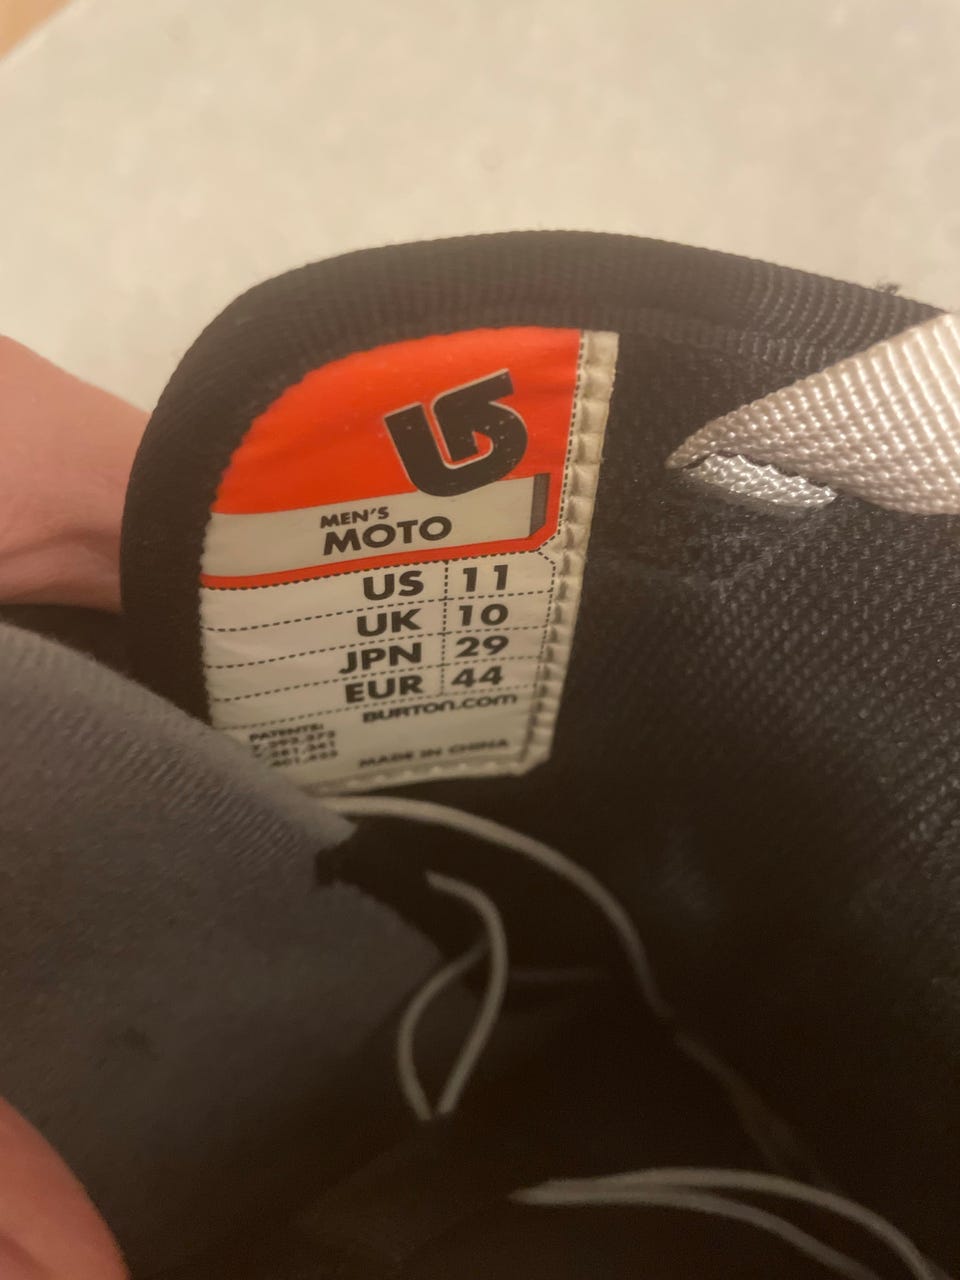 MEN'S
MOTO
US 11
UK 10
JPN 29
EUR 44
BURTON.COM
PATENTS:
MADE IN CHINA